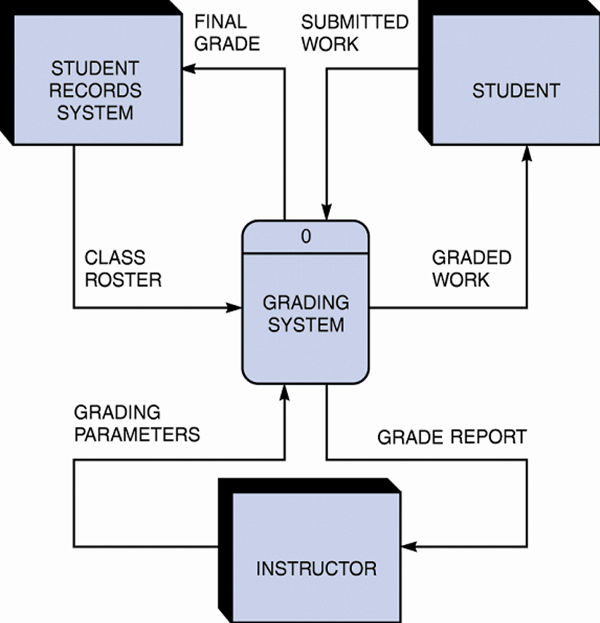 FINAL
GRADE
SUBMITTED
WORK
STUDENT
RECORDS
SYSTEM
STUDENT
0
CLASS
ROSTER
GRADED
WORK
GRADING
SYSTEM
GRADING
PARAMETERS
GRADE REPORT
INSTRUCTOR